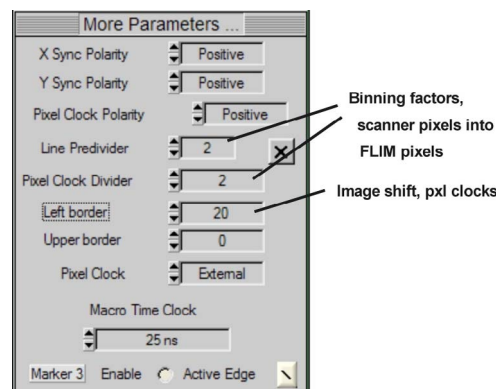 More Parameters ...
X Sync Polarity Positive
Y Sync Polarity Positive
Pixel Clock Polarity Positive
Line Predivider 2
Pixel Clock Divider 2
Left border 20
Upper border 0
Pixel Clock External
Macro Time Clock
25 ns
Marker 3 Enable Active Edge
Binning factors,
scanner pixels into
FLIM pixels
Image shift, pxl clocks